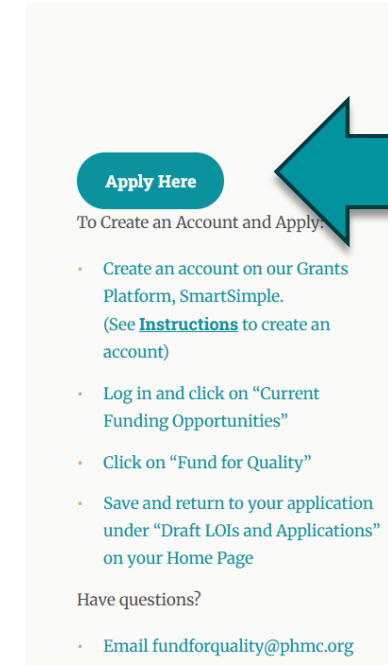 Apply Here
To Create an Account and Apply:
• Create an account on our Grants
Platform, SmartSimple.
(See Instructions to create an
account)
• Log in and click on “Current
Funding Opportunities”
• Click on “Fund for Quality”
• Save and return to your application
under “Draft LOIs and Applications”
on your Home Page
Have questions?
• Email fundforquality@phmc.org